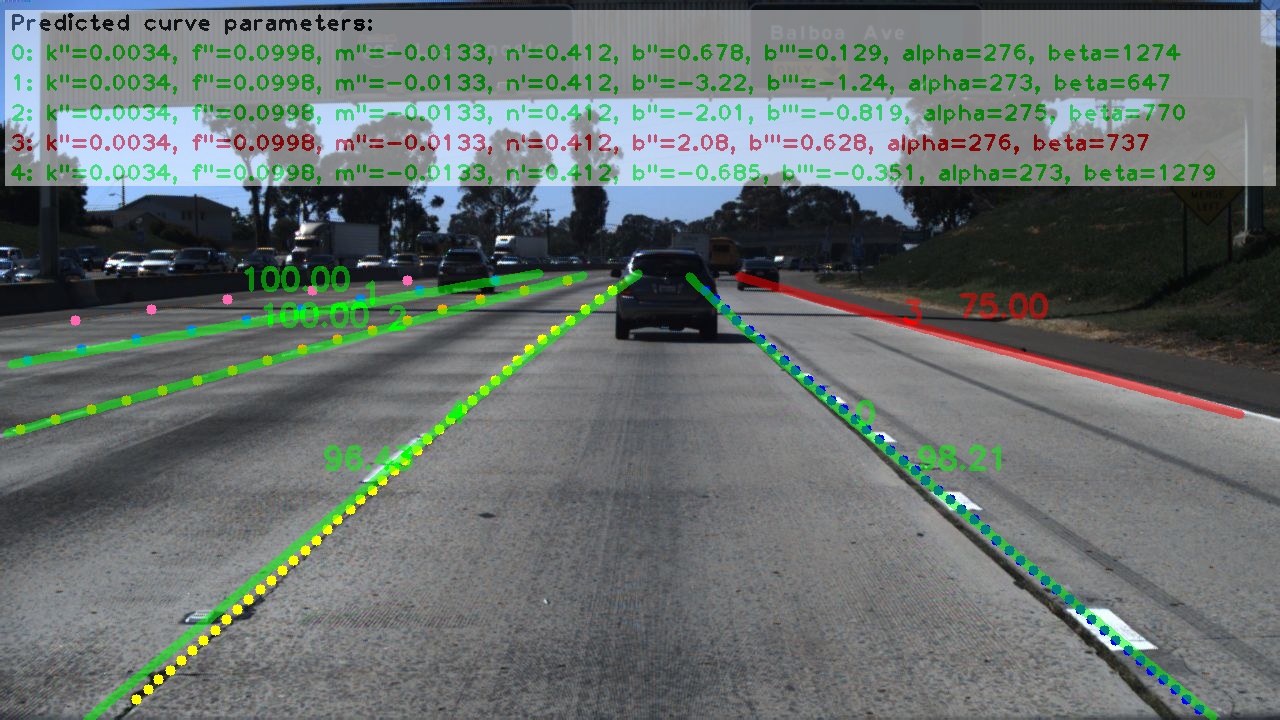 Predicted curve parameters:
0: k''=0.0034, f''=0.0998, m''=-0.0133, n'=0.412, b''=0.678, b'''=0.129, alpha=276, beta=1274
1: k''=0.0034, f''=0.0998, m''=-0.0133, n'=0.412, b''=-3.22, b'''=-1.24, alpha=273, beta=647
2: k''=0.0034, f''=0.0998, m''=-0.0133, n'=0.412, b''=-2.01, b'''=-0.819, alpha=275, beta=770
3: k''=0.0034, f''=0.0998, m''=-0.0133, n'=0.412, b''=2.08, b'''=0.628, alpha=276, beta=737
4: k''=0.0034, f''=0.0998, m''=-0.0133, n'=0.412, b''=-0.685, b'''=-0.351, alpha=273, beta=1279
Balboa Ave
MERGE
LEFT
100.00 1
100.00 2
3 75.00
0
98.21